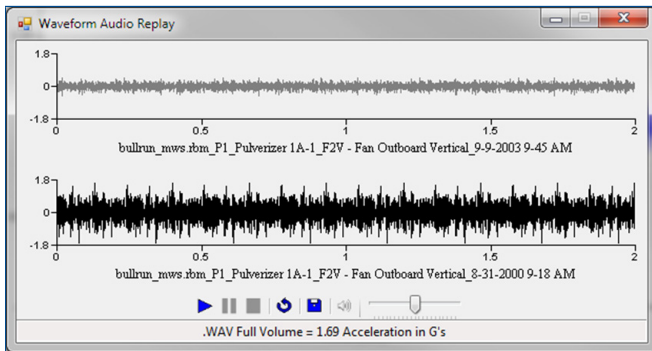 Waveform Audio Replay
1.8
0
-1.8
0 0.5 1 1.5 2
bullrun_mws.rbm_P1_Pulverizer 1A-1_F2V - Fan Outboard Vertical_9-9-2003 9-45 AM
1.8
0
-1.8
0 0.5 1 1.5 2
bullrun_mws.rbm_P1_Pulverizer 1A-1_F2V - Fan Outboard Vertical_8-31-2000 9-18 AM
.WAV Full Volume = 1.69 Acceleration in G's